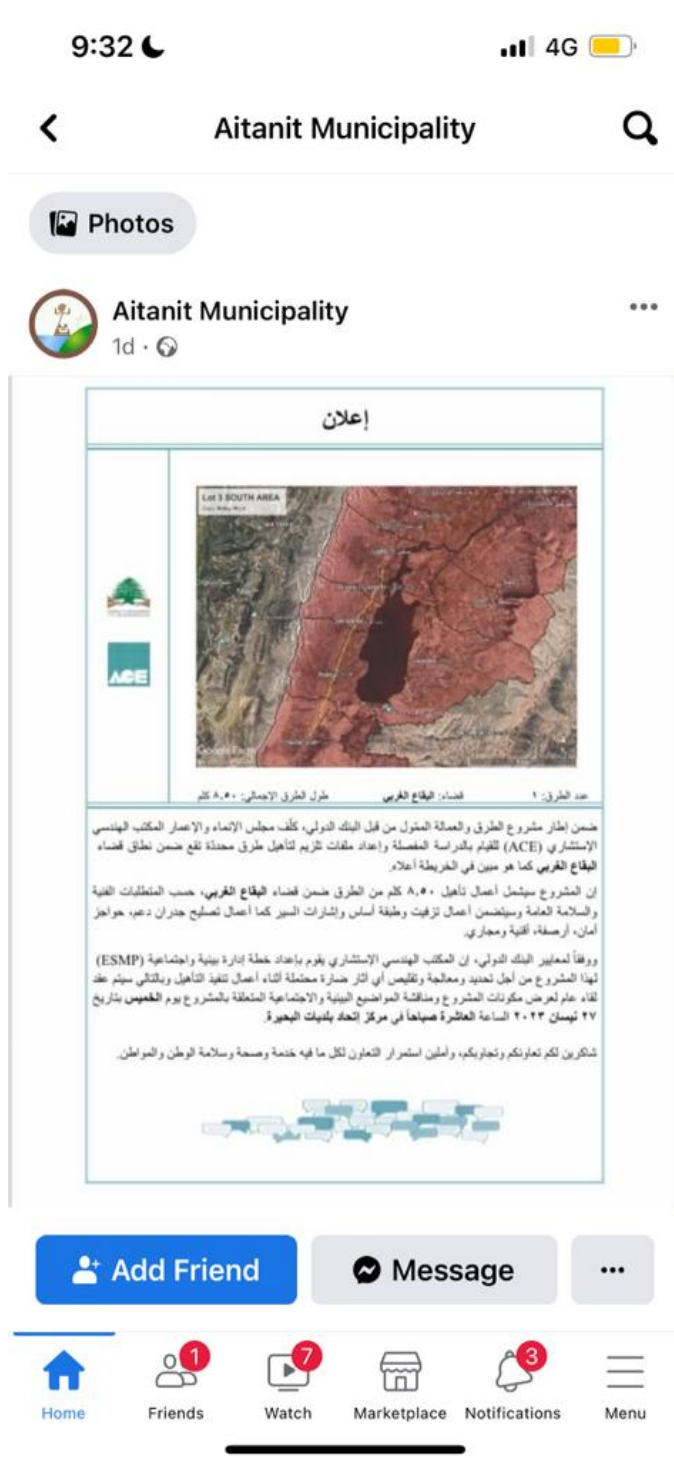 9:32
4G
Aitanit Municipality
Photos
Aitanit Municipality
1d ·
إعلان
Lot 3 SOUTH AREA
ACE
عدد الطرق: ١ قضاء: البقاع الغربي طول الطرق الإجمالي: ٨،٥٠ كلم
ضمن إطار مشروع الطرق والعمالة الممول من قبل البنك الدولي، كلّف مجلس الإنماء والإعمار المكتب الهندسي
الإستشاري (ACE) للقيام بالدراسة المفصلة وإعداد ملفات تلزيم لتأهيل طرق محددة تقع ضمن نطاق قضاء
البقاع الغربي كما هو مبين في الخريطة أعلاه.
إن المشروع سيشمل أعمال تأهيل ٨،٥٠ كلم من الطرق ضمن قضاء البقاع الغربي، حسب المتطلبات الفنية
والسلامة العامة وسيتضمن أعمال تزفيت وطبقة أساس وإشارات السير كما أعمال تصليح جدران دعم، حواجز
أمان، أرصفة، أقنية ومجاري.
ووفقاً لمعايير البنك الدولي، إن المكتب الهندسي الإستشاري يقوم بإعداد خطة إدارة بيئية واجتماعية (ESMP)
لهذا المشروع من أجل تحديد ومعالجة وتقليص أي آثار ضارة محتملة أثناء أعمال تنفيذ التأهيل وبالتالي سيتم عقد
لقاء عام لعرض مكونات المشروع ومناقشة المواضيع البيئية والاجتماعية المتعلقة بالمشروع يوم الخميس بتاريخ
٢٧ نيسان ٢٠٢٣ الساعة العاشرة صباحاً في مركز إتحاد بلديات البحيرة.
شاكرين لكم تعاونكم وتجاوبكم، وآملين استمرار التعاون لكل ما فيه خدمة وصحة وسلامة الوطن والمواطن.
Add Friend
Message
1
7
3
Home
Friends
Watch
Marketplace
Notifications
Menu